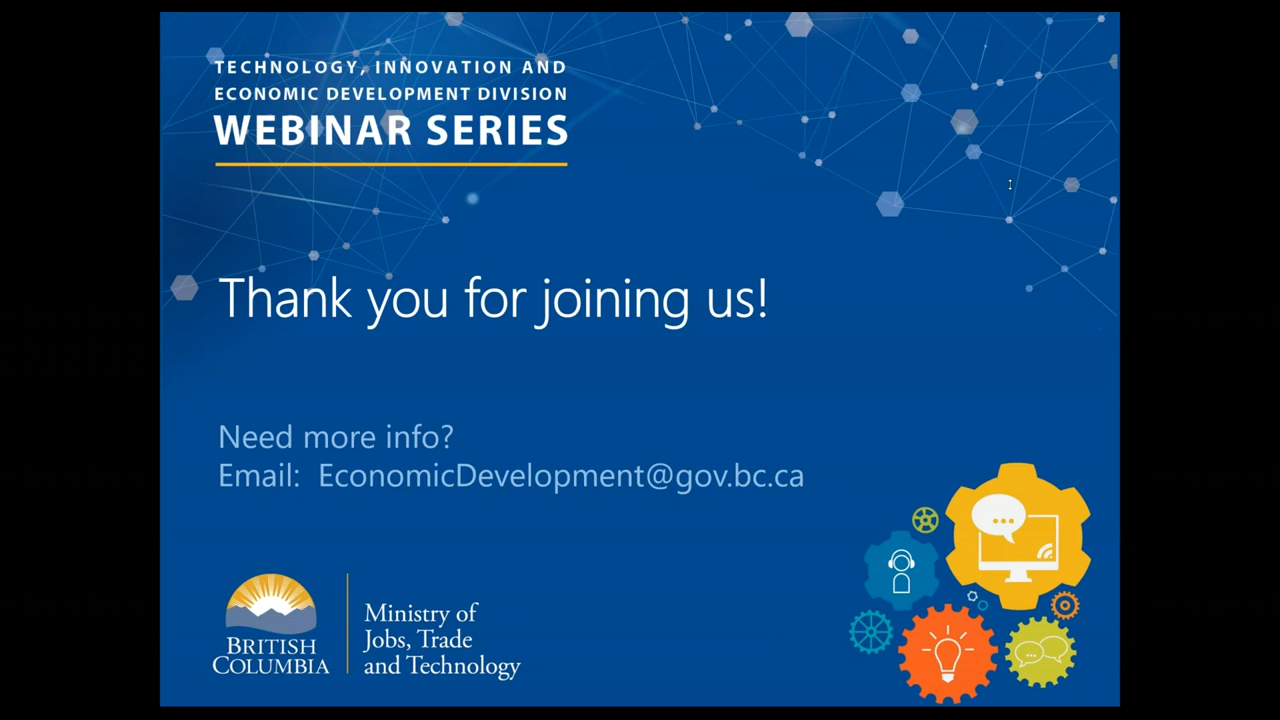 TECHNOLOGY, INNOVATION AND
ECONOMIC DEVELOPMENT DIVISION
WEBINAR SERIES
Thank you for joining us!
Need more info?
Email: EconomicDevelopment@gov.bc.ca
BRITISH
COLUMBIA
Ministry of
Jobs, Trade
and Technology